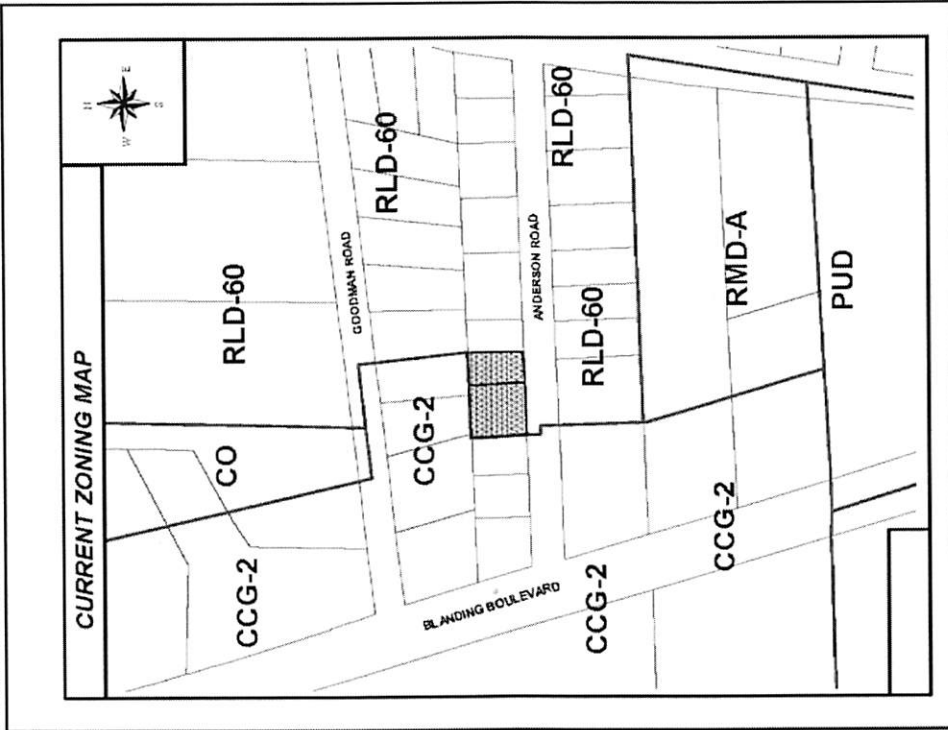 CURRENT ZONING MAP
N
W
E
S
RLD-60
CO
CCG-2
GOODMAN ROAD
RLD-60
CCG-2
ANDERSON ROAD
RLD-60
RLD-60
BLANDING BOULEVARD
CCG-2
CCG-2
RMD-A
PUD